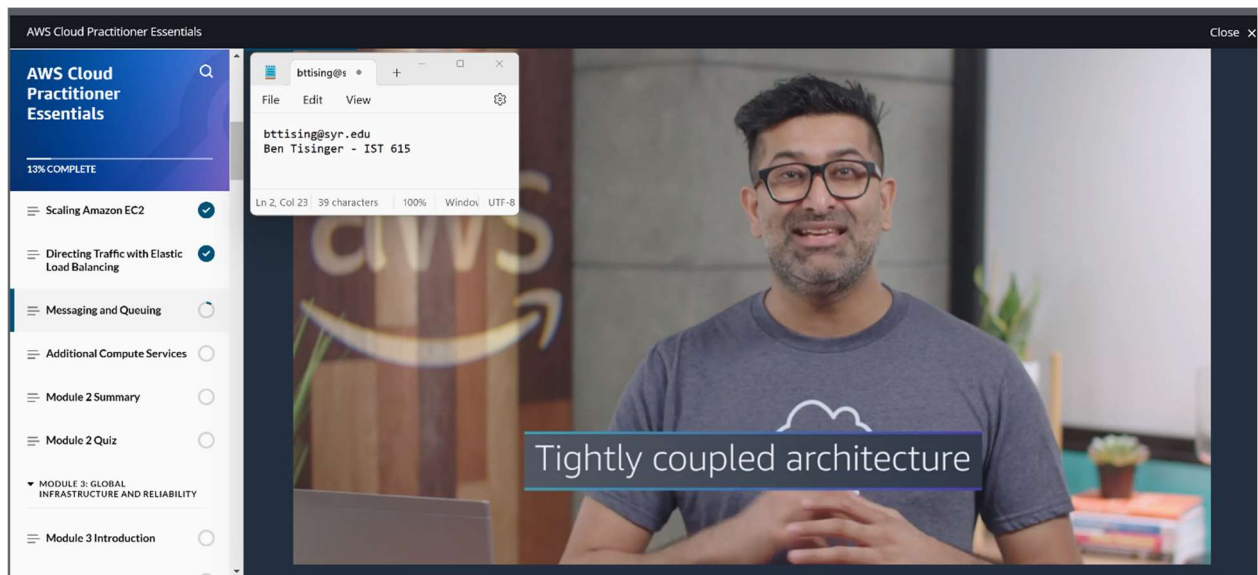 AWS Cloud Practitioner Essentials
Close ×
AWS Cloud
Practitioner
Essentials
13% COMPLETE
Scaling Amazon EC2
Directing Traffic with Elastic
Load Balancing
Messaging and Queuing
Additional Compute Services
Module 2 Summary
Module 2 Quiz
MODULE 3: GLOBAL
INFRASTRUCTURE AND RELIABILITY
Module 3 Introduction
bttising@s
File Edit View
bttising@syr.edu
Ben Tisinger - IST 615
Ln 2, Col 23 39 characters 100% Window UTF-8
aws
Tightly coupled architecture